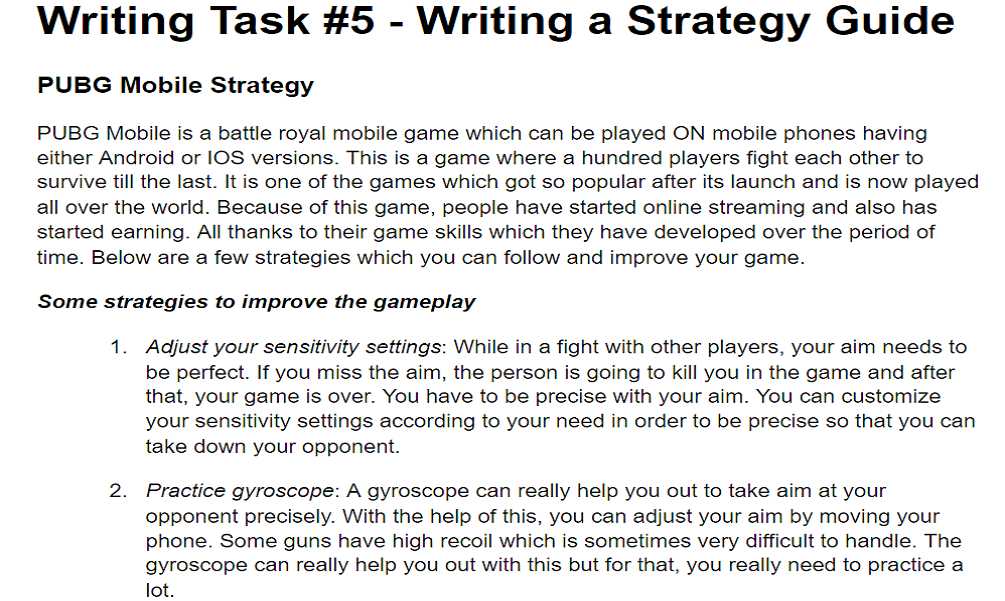 Writing Task #5 - Writing a Strategy Guide
PUBG Mobile Strategy
PUBG Mobile is a battle royal mobile game which can be played ON mobile phones having
either Android or IOS versions. This is a game where a hundred players fight each other to
survive till the last. It is one of the games which got so popular after its launch and is now played
all over the world. Because of this game, people have started online streaming and also has
started earning. All thanks to their game skills which they have developed over the period of
time. Below are a few strategies which you can follow and improve your game.
Some strategies to improve the gameplay
1. Adjust your sensitivity settings: While in a fight with other players, your aim needs to
be perfect. If you miss the aim, the person is going to kill you in the game and after
that, your game is over. You have to be precise with your aim. You can customize
your sensitivity settings according to your need in order to be precise so that you can
take down your opponent.
2. Practice gyroscope: A gyroscope can really help you out to take aim at your
opponent precisely. With the help of this, you can adjust your aim by moving your
phone. Some guns have high recoil which is sometimes very difficult to handle. The
gyroscope can really help you out with this but for that, you really need to practice a
lot.